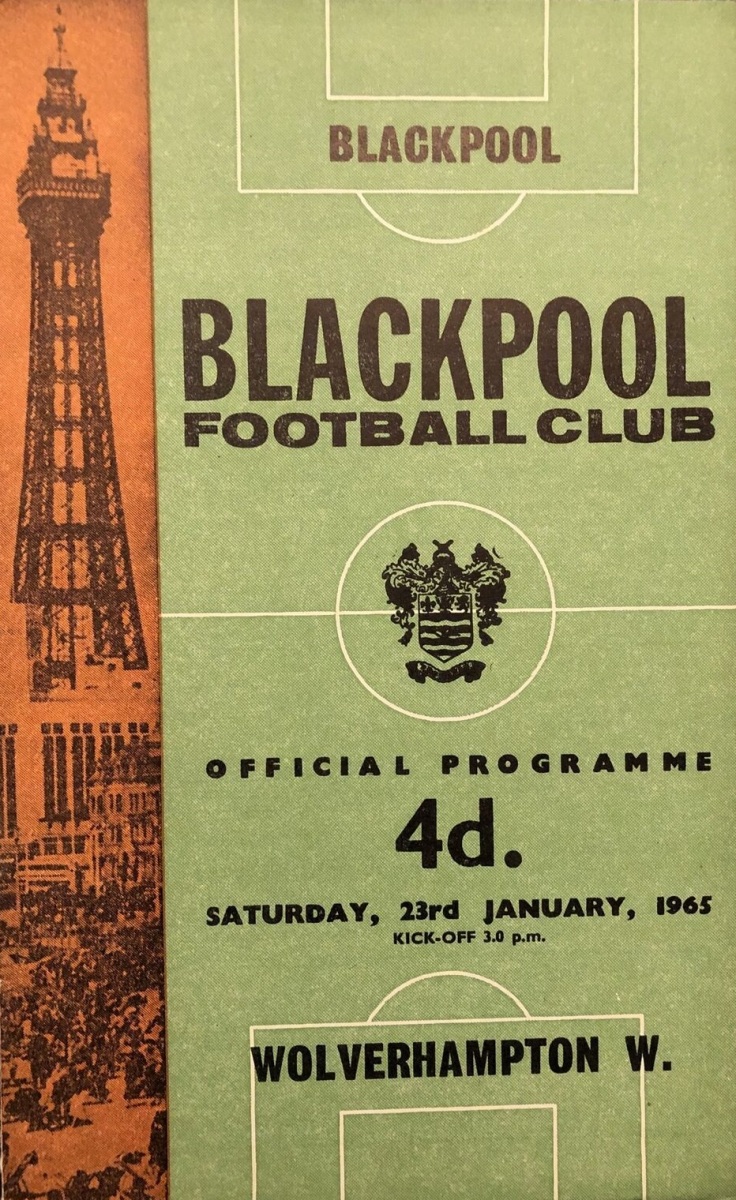 BLACKPOOL
BLACKPOOL
FOOTBALL CLUB
OFFICIAL PROGRAMME
4d.
SATURDAY, 23rd JANUARY, 1965
KICK-OFF 3.0 p.m.
WOLVERHAMPTON W.